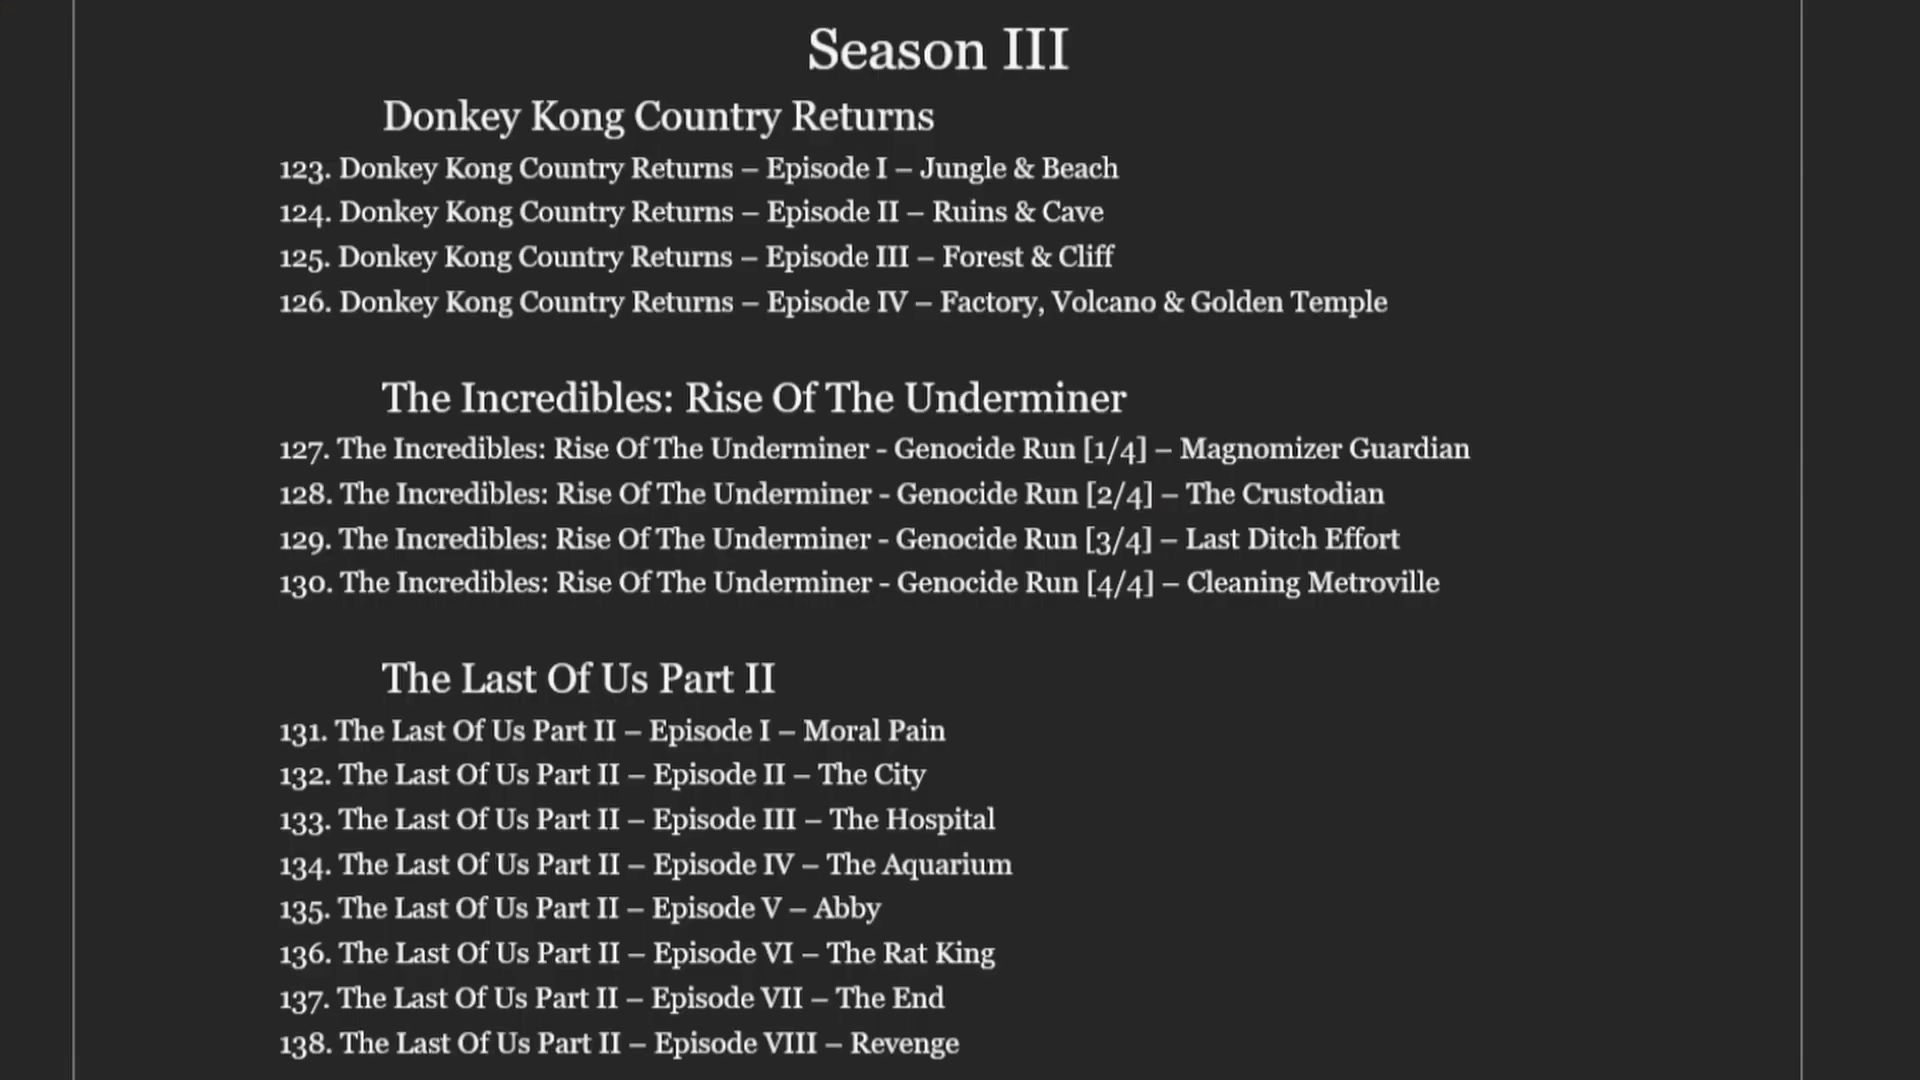 Season III
Donkey Kong Country Returns
123. Donkey Kong Country Returns – Episode I – Jungle & Beach
124. Donkey Kong Country Returns – Episode II – Ruins & Cave
125. Donkey Kong Country Returns – Episode III – Forest & Cliff
126. Donkey Kong Country Returns – Episode IV – Factory, Volcano & Golden Temple
The Incredibles: Rise Of The Underminer
127. The Incredibles: Rise Of The Underminer - Genocide Run [1/4] – Magnomizer Guardian
128. The Incredibles: Rise Of The Underminer - Genocide Run [2/4] – The Crustodian
129. The Incredibles: Rise Of The Underminer - Genocide Run [3/4] – Last Ditch Effort
130. The Incredibles: Rise Of The Underminer - Genocide Run [4/4] – Cleaning Metroville
The Last Of Us Part II
131. The Last Of Us Part II – Episode I – Moral Pain
132. The Last Of Us Part II – Episode II – The City
133. The Last Of Us Part II – Episode III – The Hospital
134. The Last Of Us Part II – Episode IV – The Aquarium
135. The Last Of Us Part II – Episode V – Abby
136. The Last Of Us Part II – Episode VI – The Rat King
137. The Last Of Us Part II – Episode VII – The End
138. The Last Of Us Part II – Episode VIII – Revenge